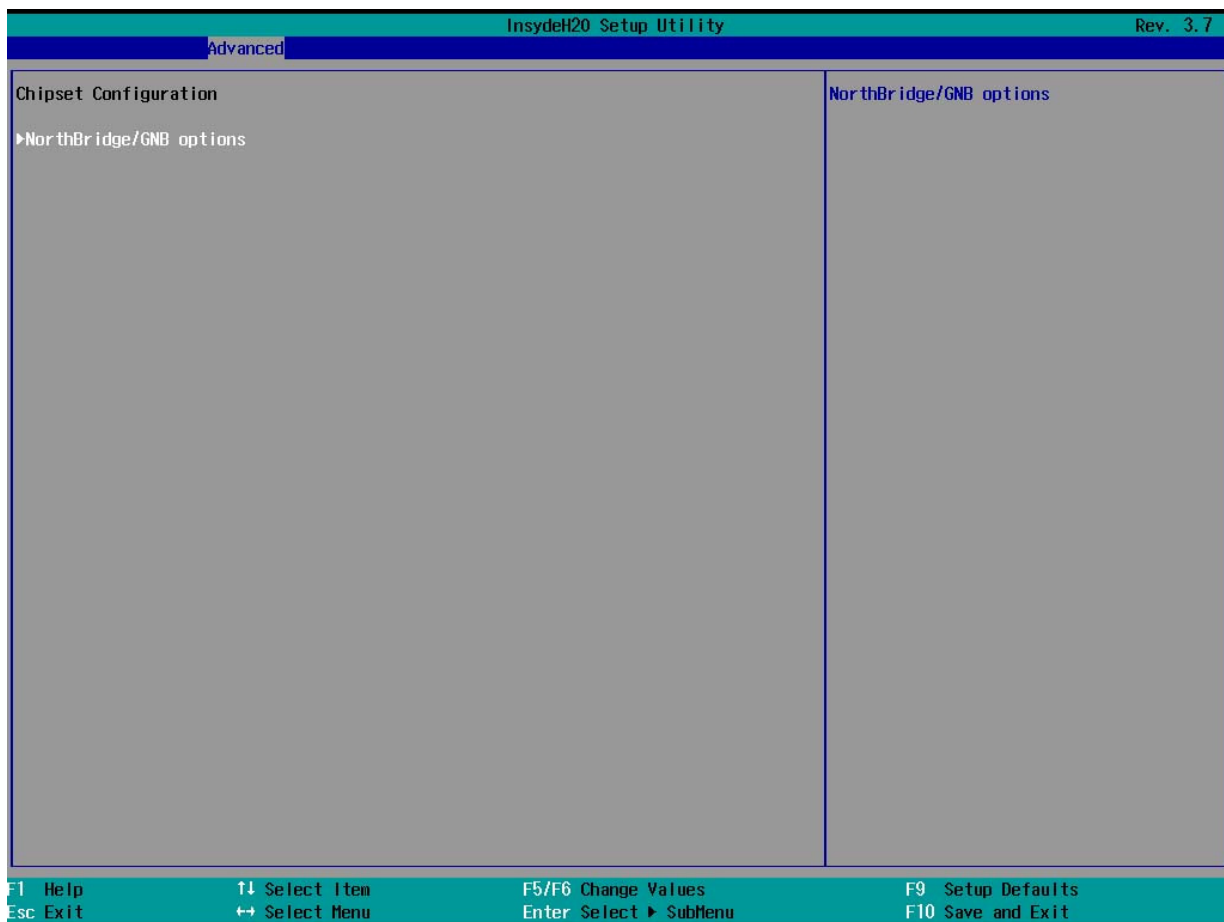 InsydeH20 Setup Utility Rev. 3.7
Advanced
Chipset Configuration
▶NorthBridge/GNB options
NorthBridge/GNB options
F1 Help ↑↓ Select Item F5/F6 Change Values F9 Setup Defaults
Esc Exit ↔ Select Menu Enter Select ▶ SubMenu F10 Save and Exit